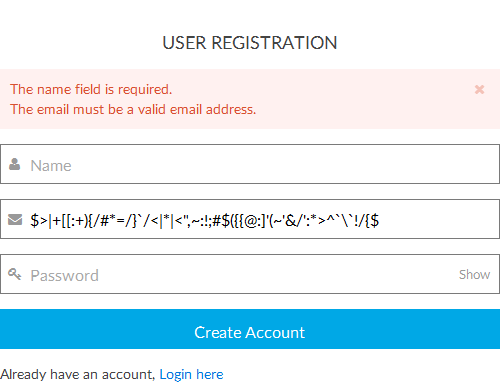 USER REGISTRATION
The name field is required.
The email must be a valid email address.
Name
$>|+[[:+){/#*=/}`/<|*|<",~:!;#$({{@:]'(~'&/':*>^`\`!/{$
Password
Show
Create Account
Already have an account, Login here